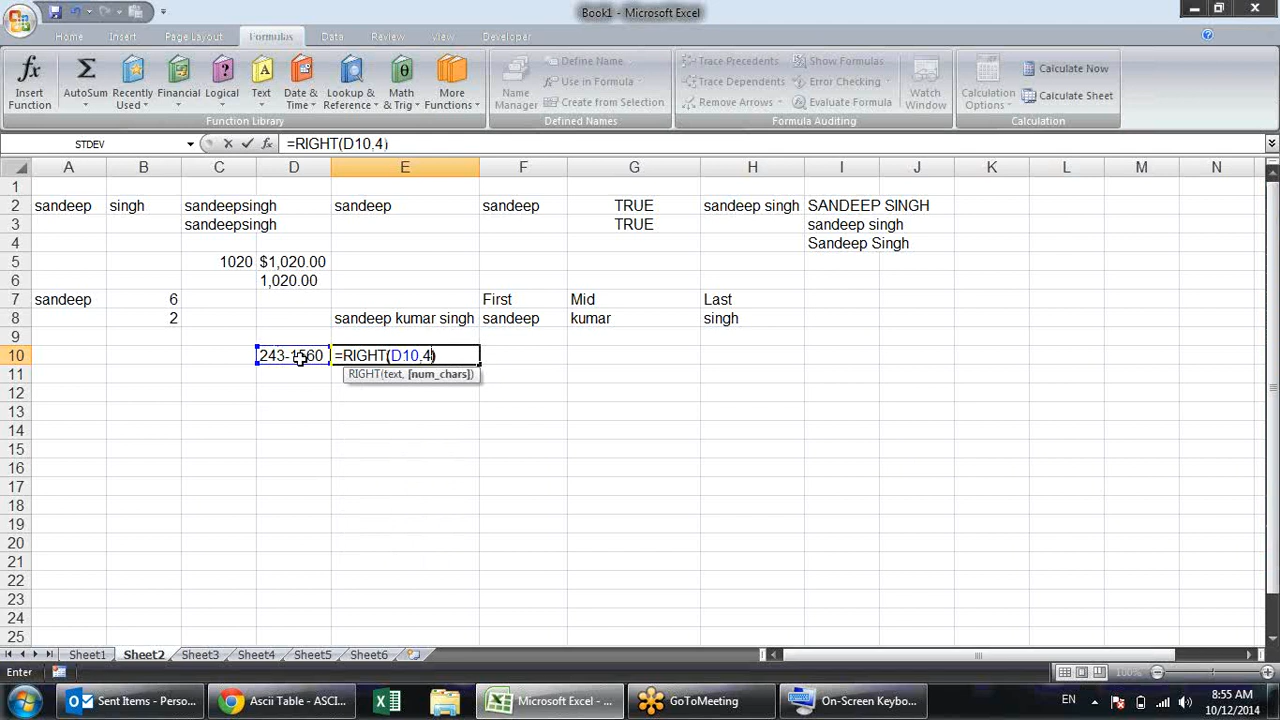 Book1 - Microsoft Excel
Home Insert Page Layout Formulas Data Review View Developer
Insert Function
AutoSum
Recently Used
Financial
Logical
Text
Date & Time
Lookup & Reference
Math & Trig
More Functions
Function Library
Name Manager
Define Name
Use in Formula
Create from Selection
Defined Names
Trace Precedents
Trace Dependents
Remove Arrows
Show Formulas
Error Checking
Evaluate Formula
Watch Window
Formula Auditing
Calculation Options
Calculate Now
Calculate Sheet
Calculation
STDEV =RIGHT(D10,4)
A B C D E F G H I J K L M N
1
2 sandeep singh sandeepsingh sandeep sandeep TRUE sandeep singh SANDEEP SINGH
3 sandeepsingh TRUE sandeep singh
4 Sandeep Singh
5 1020 $1,020.00
6 1,020.00
7 sandeep 6 First Mid Last
8 2 sandeep kumar singh sandeep kumar singh
9
10 243-1560 =RIGHT(D10,4)
11 RIGHT(text, [num_chars])
12
13
14
15
16
17
18
19
20
21
22
23
24
25
Sheet1 Sheet2 Sheet3 Sheet4 Sheet5 Sheet6
Enter 100%
Sent Items - Perso... Ascii Table - ASCI... Microsoft Excel - ... GoToMeeting On-Screen Keybo... EN 8:55 AM
10/12/2014